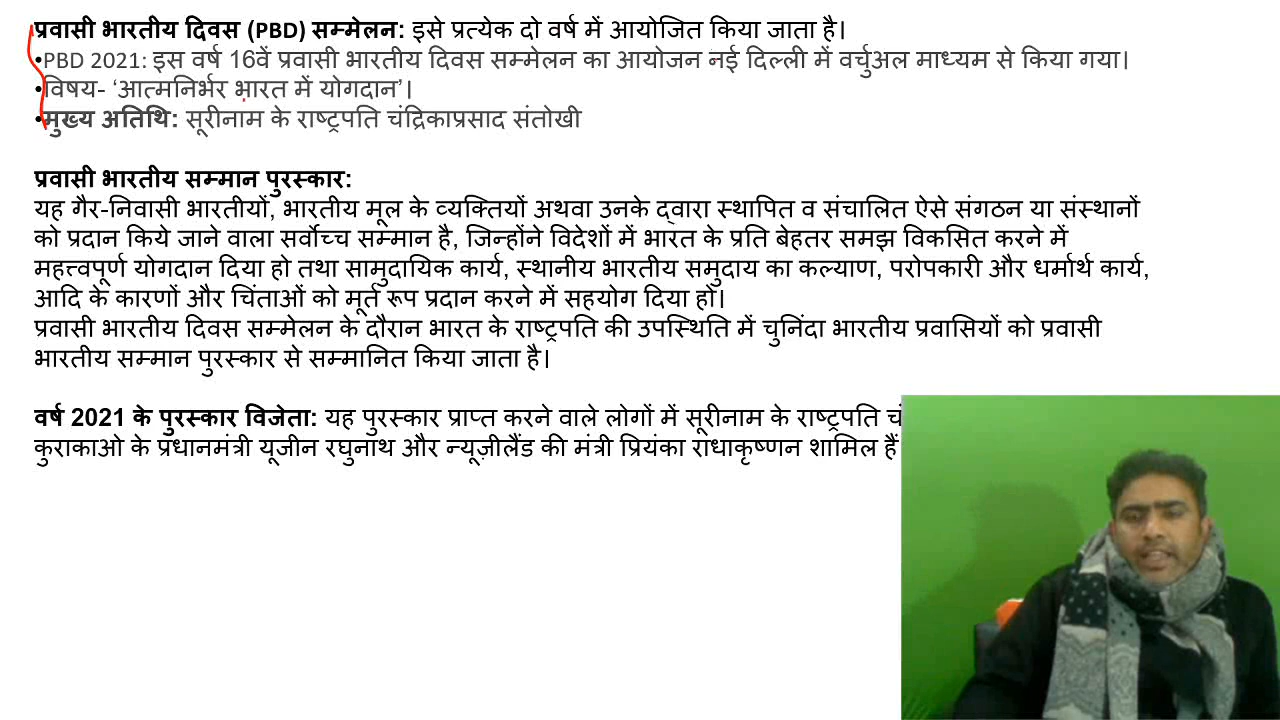 प्रवासी भारतीय दिवस (PBD) सम्मेलन: इसे प्रत्येक दो वर्ष में आयोजित किया जाता है।
•PBD 2021: इस वर्ष 16वें प्रवासी भारतीय दिवस सम्मेलन का आयोजन नई दिल्ली में वर्चुअल माध्यम से किया गया।
•विषय- ‘आत्मनिर्भर भारत में योगदान’।
•मुख्य अतिथि: सूरीनाम के राष्ट्रपति चंद्रिकाप्रसाद संतोखी
प्रवासी भारतीय सम्मान पुरस्कार:
यह गैर-निवासी भारतीयों, भारतीय मूल के व्यक्तियों अथवा उनके द्वारा स्थापित व संचालित ऐसे संगठन या संस्थानों
को प्रदान किये जाने वाला सर्वोच्च सम्मान है, जिन्होंने विदेशों में भारत के प्रति बेहतर समझ विकसित करने में
महत्त्वपूर्ण योगदान दिया हो तथा सामुदायिक कार्य, स्थानीय भारतीय समुदाय का कल्याण, परोपकारी और धर्मार्थ कार्य,
आदि के कारणों और चिंताओं को मूर्त रूप प्रदान करने में सहयोग दिया हो।
प्रवासी भारतीय दिवस सम्मेलन के दौरान भारत के राष्ट्रपति की उपस्थिति में चुनिंदा भारतीय प्रवासियों को प्रवासी
भारतीय सम्मान पुरस्कार से सम्मानित किया जाता है।
वर्ष 2021 के पुरस्कार विजेता: यह पुरस्कार प्राप्त करने वाले लोगों में सूरीनाम के राष्ट्रपति
कुराकाओ के प्रधानमंत्री यूजीन रघुनाथ और न्यूज़ीलैंड की मंत्री प्रियंका राधाकृष्णन शामिल हैं